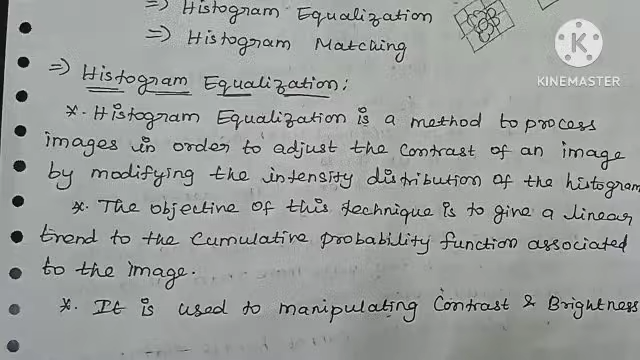 => Histogram Equalization
=> Histogram Matching
K
KINEMASTER
=> Histogram Equalization:
*. Histogram Equalization is a method to process
images in order to adjust the contrast of an image
by modifying the intensity distribution of the histogram
*. The objective of this technique is to give a linear
trend to the cumulative probability function associated
to the image.
*. It is used to manipulating Contrast & Brightness